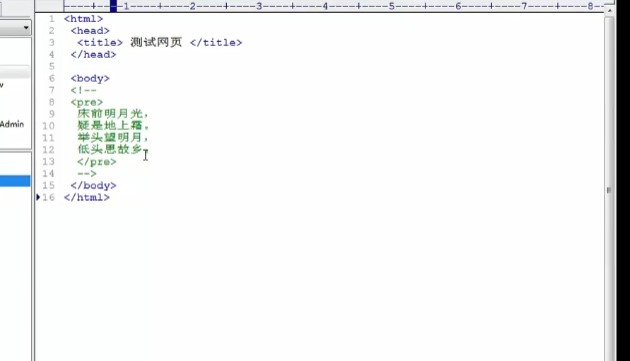 ----+----1----+----2----+----3----+----4----+----5----+----6----+----7----+----8--
1 <html>
2 <head>
3 <title> 测试网页 </title>
4 </head>
5
6 <body>
7 <!--
8 <pre>
9 床前明月光，
10 疑是地上霜。
11 举头望明月，
12 低头思故乡。
13 </pre>
14 -->
15 </body>
16 </html>
Admin